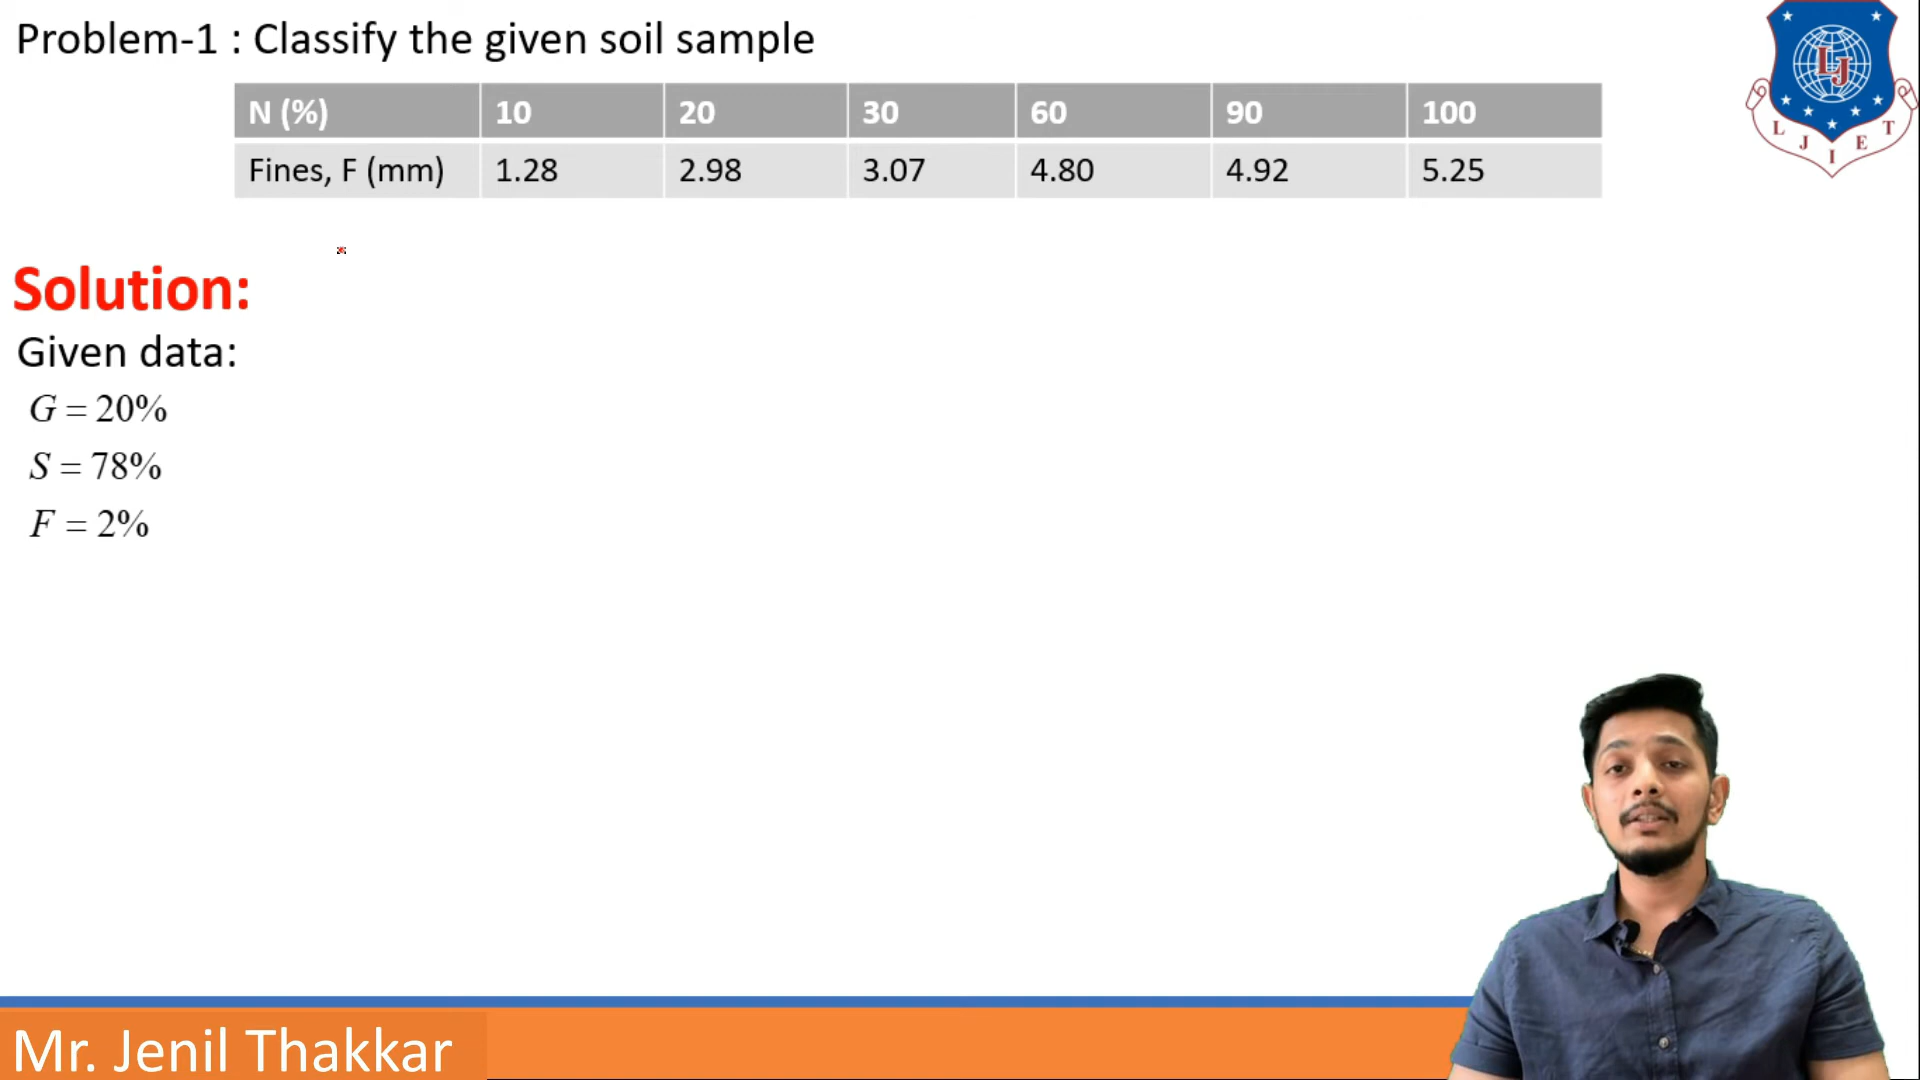 Problem-1 : Classify the given soil sample
N (%) 10 20 30 60 90 100
Fines, F (mm) 1.28 2.98 3.07 4.80 4.92 5.25
LJ
L J I E T
Solution:
Given data:
G = 20%
S = 78%
F = 2%
Mr. Jenil Thakkar